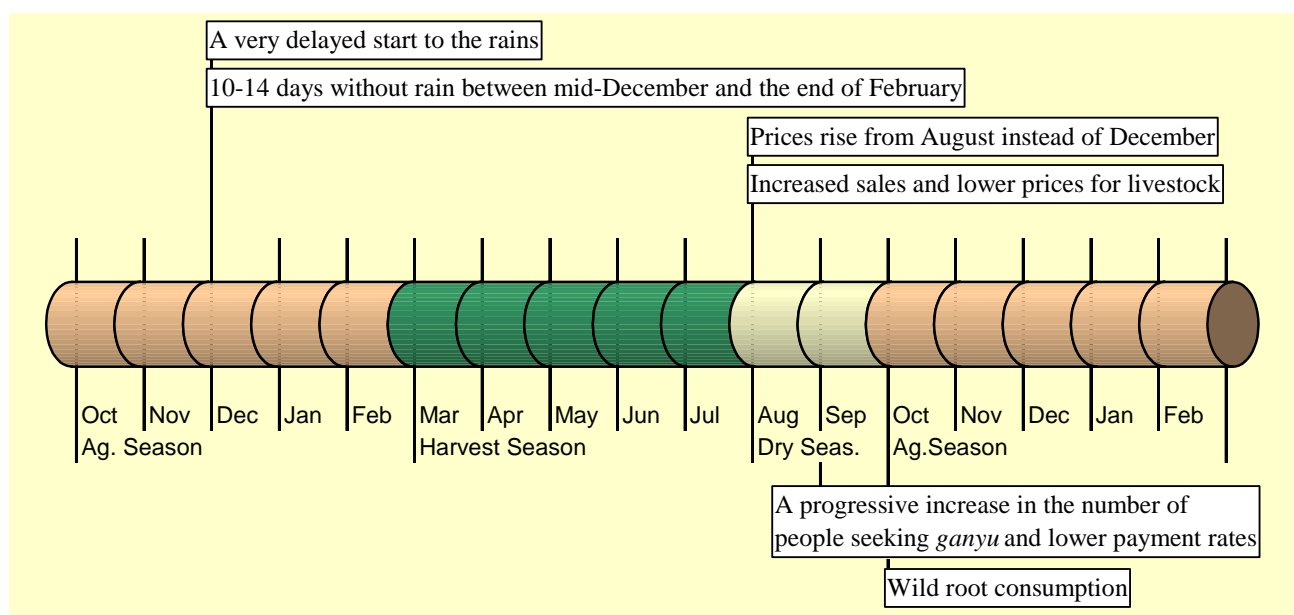 A very delayed start to the rains
10-14 days without rain between mid-December and the end of February
Prices rise from August instead of December
Increased sales and lower prices for livestock
Oct Nov Dec Jan Feb Mar Apr May Jun Jul Aug Sep Oct Nov Dec Jan Feb
Ag. Season Harvest Season Dry Seas. Ag.Season
A progressive increase in the number of
people seeking ganyu and lower payment rates
Wild root consumption